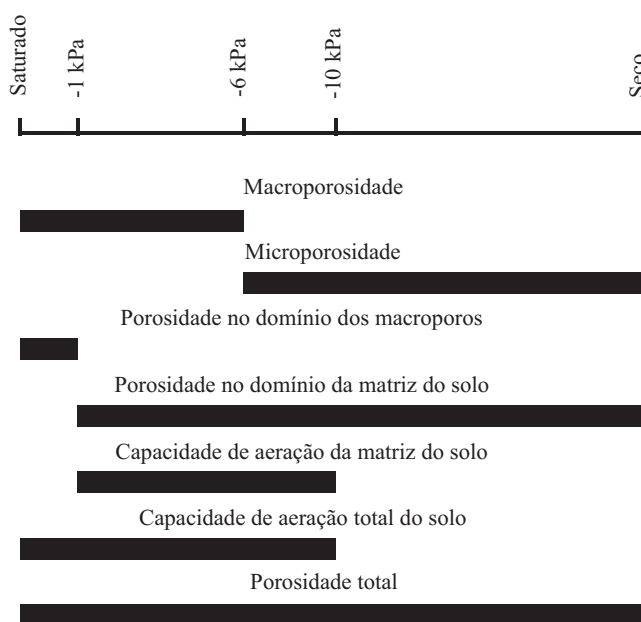 Saturado
-1 kPa
-6 kPa
-10 kPa
Seco
Macroporosidade
Microporosidade
Porosidade no domínio dos macroporos
Porosidade no domínio da matriz do solo
Capacidade de aeração da matriz do solo
Capacidade de aeração total do solo
Porosidade total